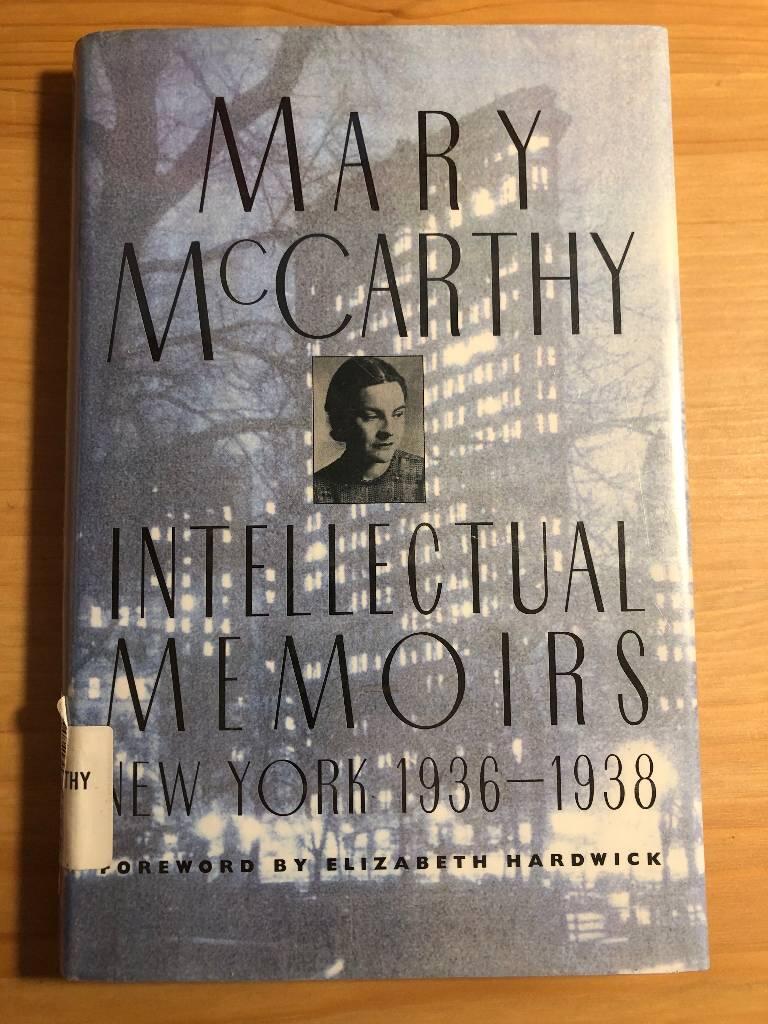 MARY
MCCARTHY
INTELLECTUAL
MEMOIRS
NEW YORK 1936—1938
THY
FOREWORD BY ELIZABETH HARDWICK